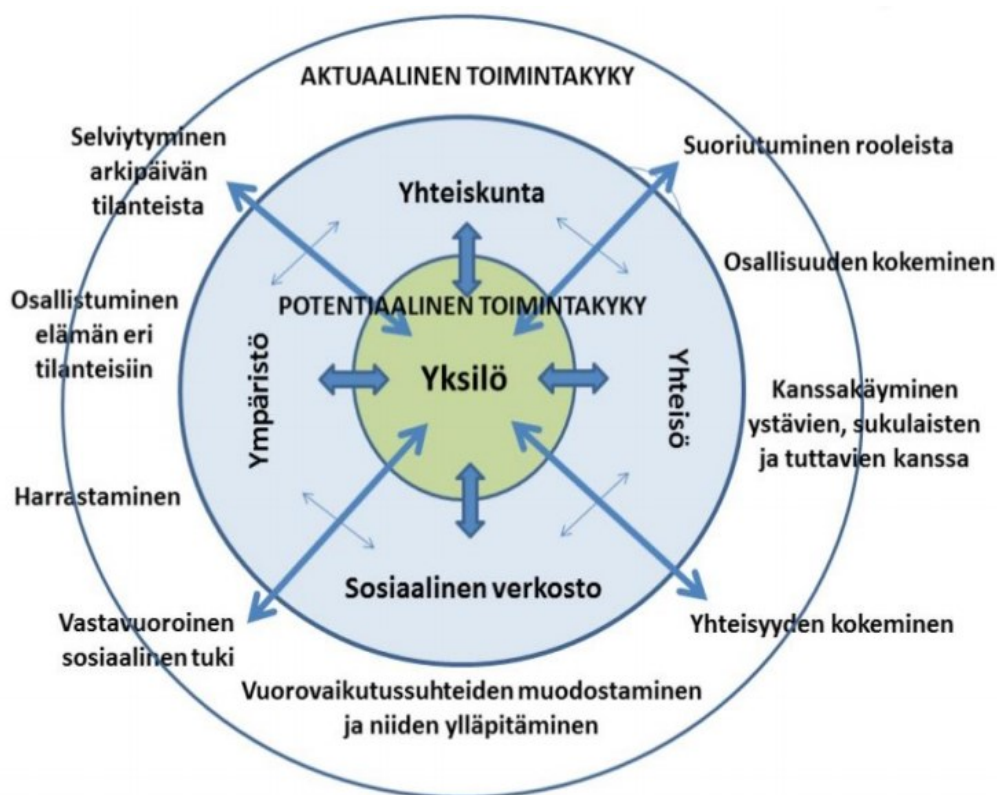 AKTUAALINEN TOIMINTAKYKY
Selviytyminen
arkipäivän
tilanteista
Suoriutuminen rooleista
Yhteiskunta
Osallisuuden kokeminen
Osallistuminen
elämän eri
tilanteisiin
POTENTIAALINEN TOIMINTAKYKY
Ympäristö
Yksilö
Yhteisö
Kanssakäyminen
ystävien, sukulaisten
ja tuttavien kanssa
Harrastaminen
Sosiaalinen verkosto
Vastavuoroinen
sosiaalinen tuki
Yhteisyyden kokeminen
Vuorovaikutussuhteiden muodostaminen
ja niiden ylläpitäminen